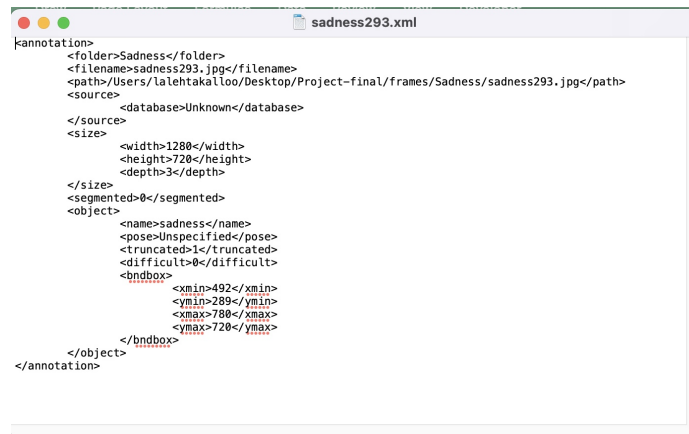 sadness293.xml
<annotation>
<folder>Sadness</folder>
<filename>sadness293.jpg</filename>
<path>/Users/lalehtakalloo/Desktop/Project-final/frames/Sadness/sadness293.jpg</path>
<source>
<database>Unknown</database>
</source>
<size>
<width>1280</width>
<height>720</height>
<depth>3</depth>
</size>
<segmented>0</segmented>
<object>
<name>sadness</name>
<pose>Unspecified</pose>
<truncated>1</truncated>
<difficult>0</difficult>
<bndbox>
<xmin>492</xmin>
<ymin>289</ymin>
<xmax>780</xmax>
<ymax>720</ymax>
</bndbox>
</object>
</annotation>